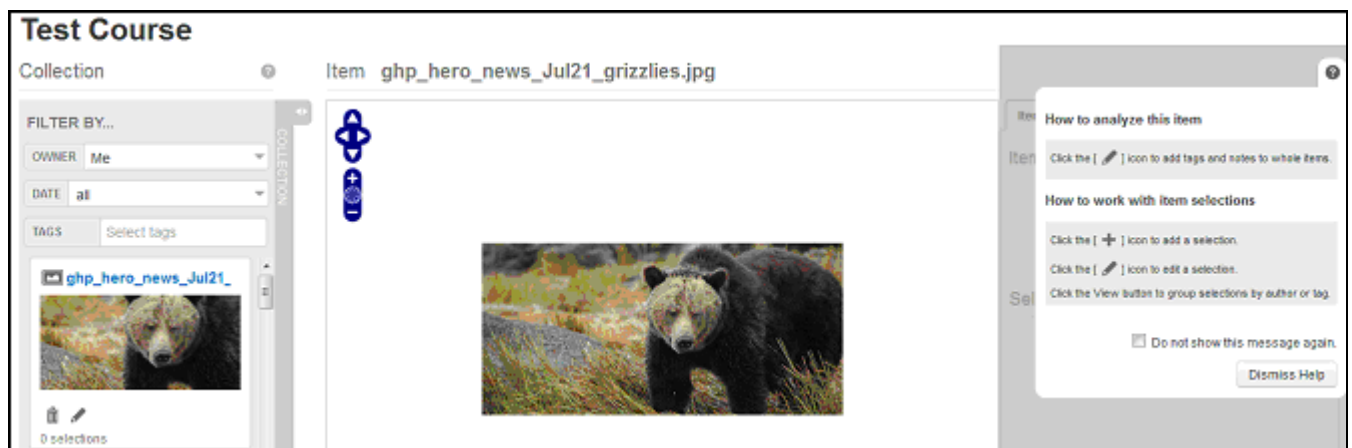 Test Course
Collection
Item ghp_hero_news_Jul21_grizzlies.jpg
FILTER BY...
OWNER Me
DATE all
TAGS Select tags
COLLECTION
ghp_hero_news_Jul21_
0 selections
Item
Sel
How to analyze this item
Click the [ ] icon to add tags and notes to whole items.
How to work with item selections
Click the [ + ] icon to add a selection.
Click the [ ] icon to edit a selection.
Click the View button to group selections by author or tag.
Do not show this message again.
Dismiss Help